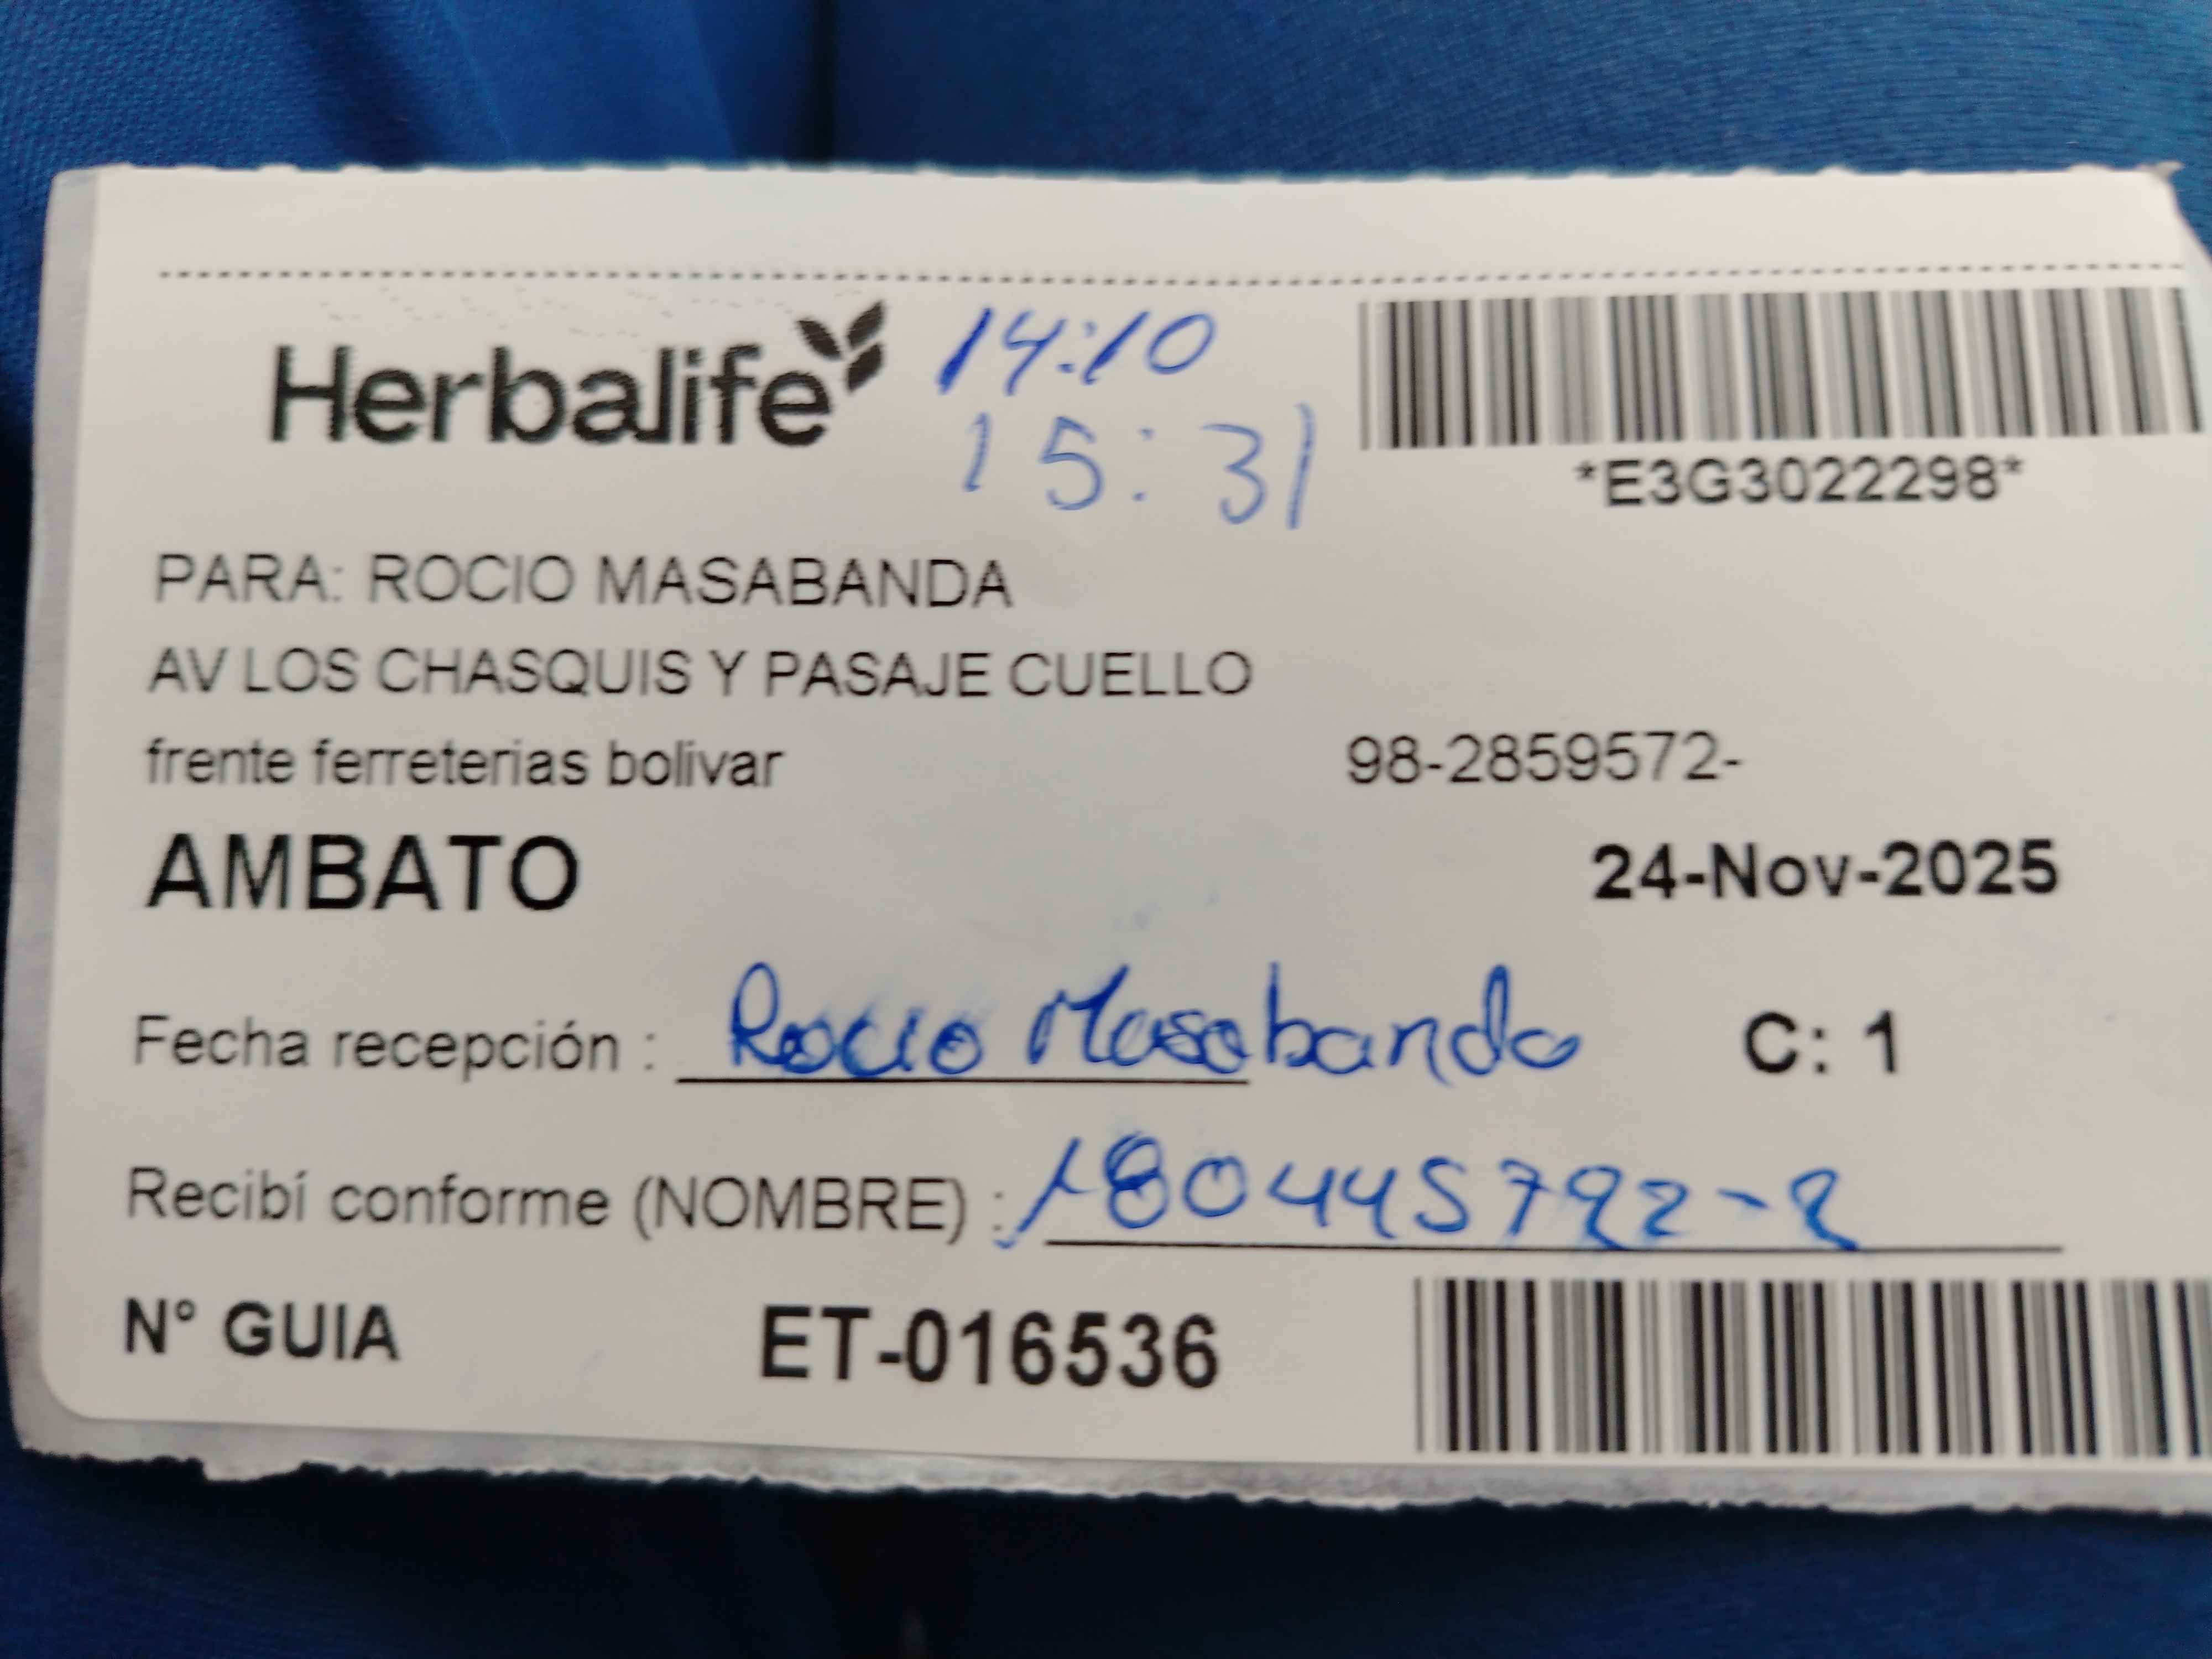 Herbalife
14:10
15:31
*E3G3022298*
PARA: ROCIO MASABANDA
AV LOS CHASQUIS Y PASAJE CUELLO
frente ferreterias bolivar 98-2859572-
AMBATO 24-Nov-2025
Fecha recepción : Rocio Masabanda C: 1
Recibí conforme (NOMBRE) : 180445792-2
N° GUIA ET-016536